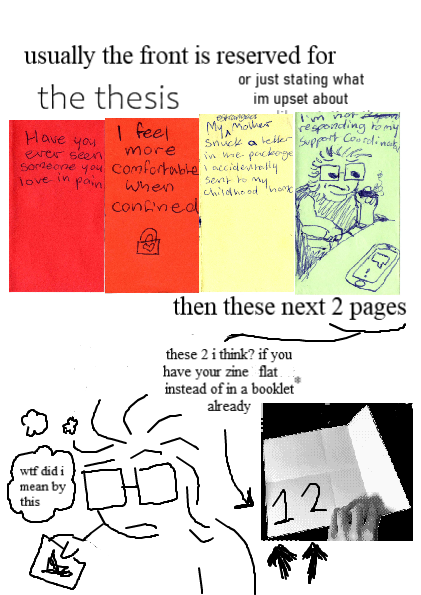 usually the front is reserved for
the thesis
or just stating what
im upset about
Have you
ever seen
someone you
love in pain
I feel
more
comfortable
when
confined
estranged
My ^ mother
snuck a letter
in the package
i accidentally
sent to my
childhood home
I'm not
responding to my
Support Coordinator
then these next 2 pages
these 2 i think? if you
have your zine flat
instead of in a booklet*
already
wtf did i
mean by
this
1 2